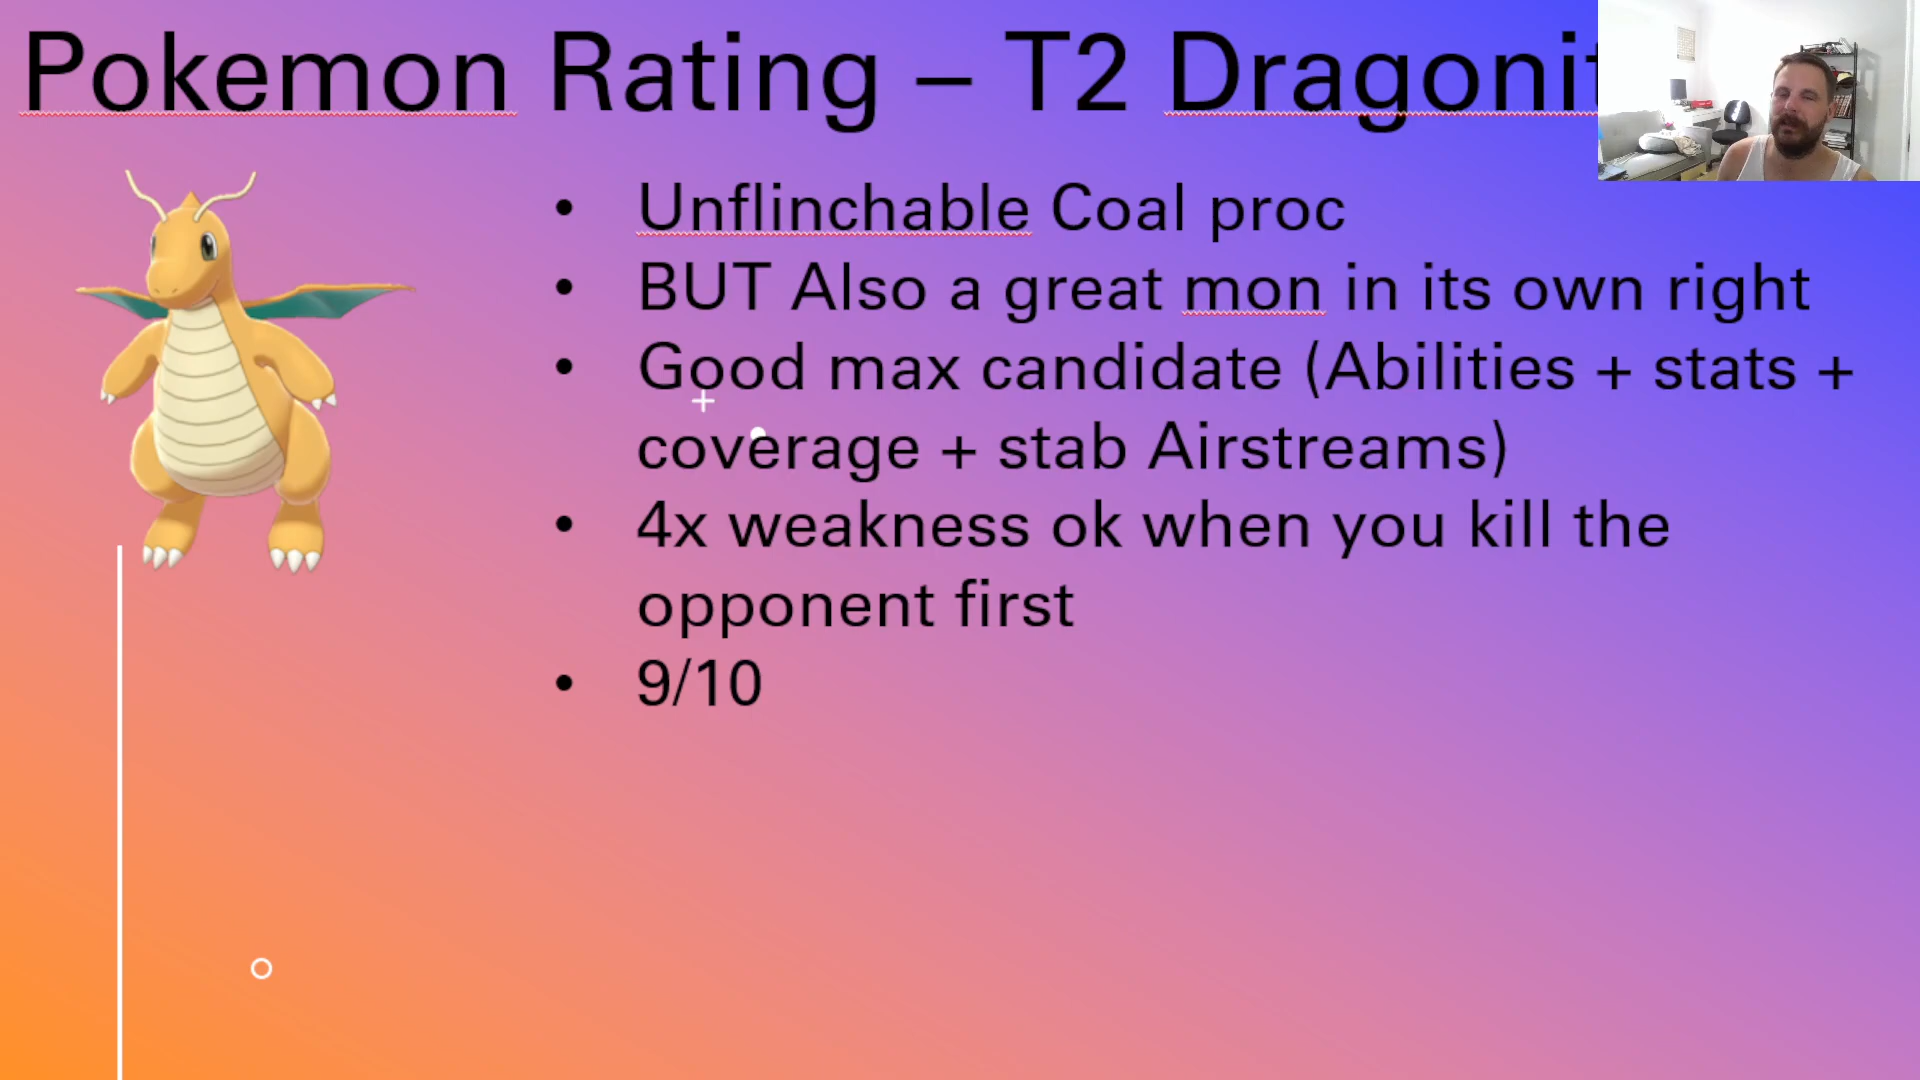 Pokemon Rating – T2 Dragonit
• Unflinchable Coal proc
• BUT Also a great mon in its own right
• Good max candidate (Abilities + stats +
coverage + stab Airstreams)
• 4x weakness ok when you kill the
opponent first
• 9/10